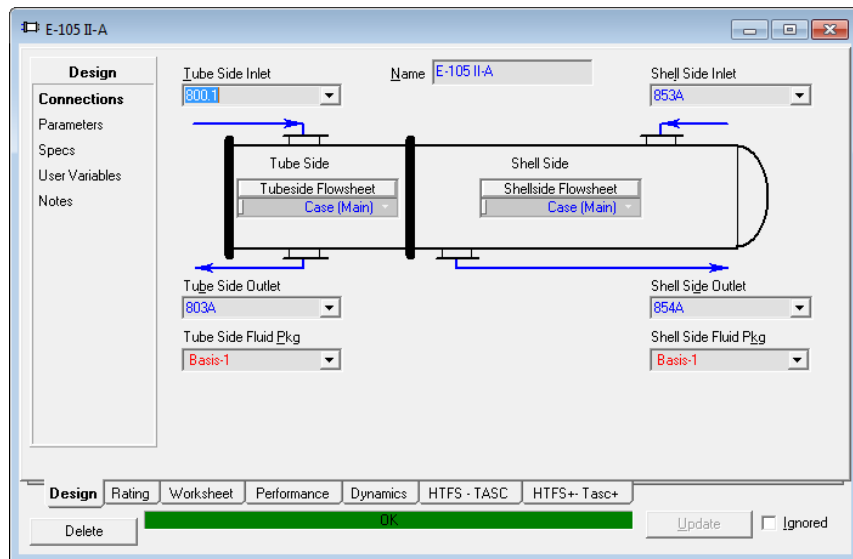 E-105 II-A
Design
Connections
Parameters
Specs
User Variables
Notes
Tube Side Inlet
800.1
Name E-105 II-A
Shell Side Inlet
853A
Tube Side
Tubeside Flowsheet
Case (Main)
Shell Side
Shellside Flowsheet
Case (Main)
Tube Side Outlet
803A
Tube Side Fluid Pkg
Basis-1
Shell Side Outlet
854A
Shell Side Fluid Pkg
Basis-1
Design Rating Worksheet Performance Dynamics HTFS - TASC HTFS+- Tasc+
Delete OK Update Ignored